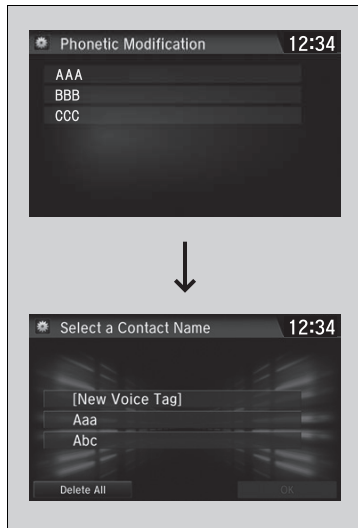 Phonetic Modification 12:34
AAA
BBB
CCC
Select a Contact Name 12:34
[New Voice Tag]
Aaa
Abc
Delete All OK